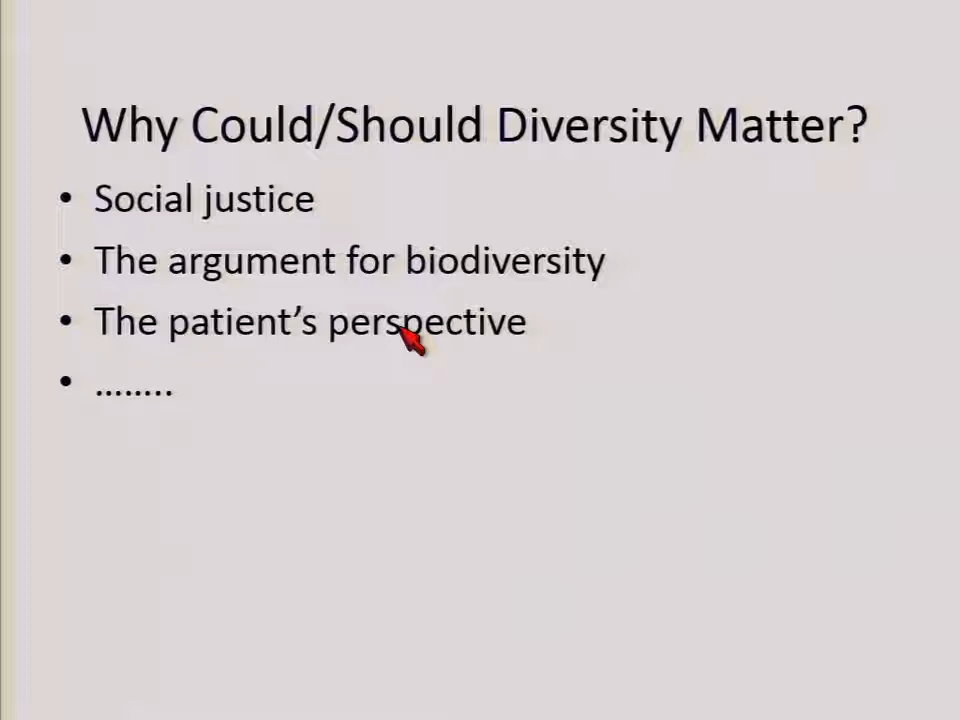 Why Could/Should Diversity Matter?
• Social justice
• The argument for biodiversity
• The patient’s perspective
• ……..